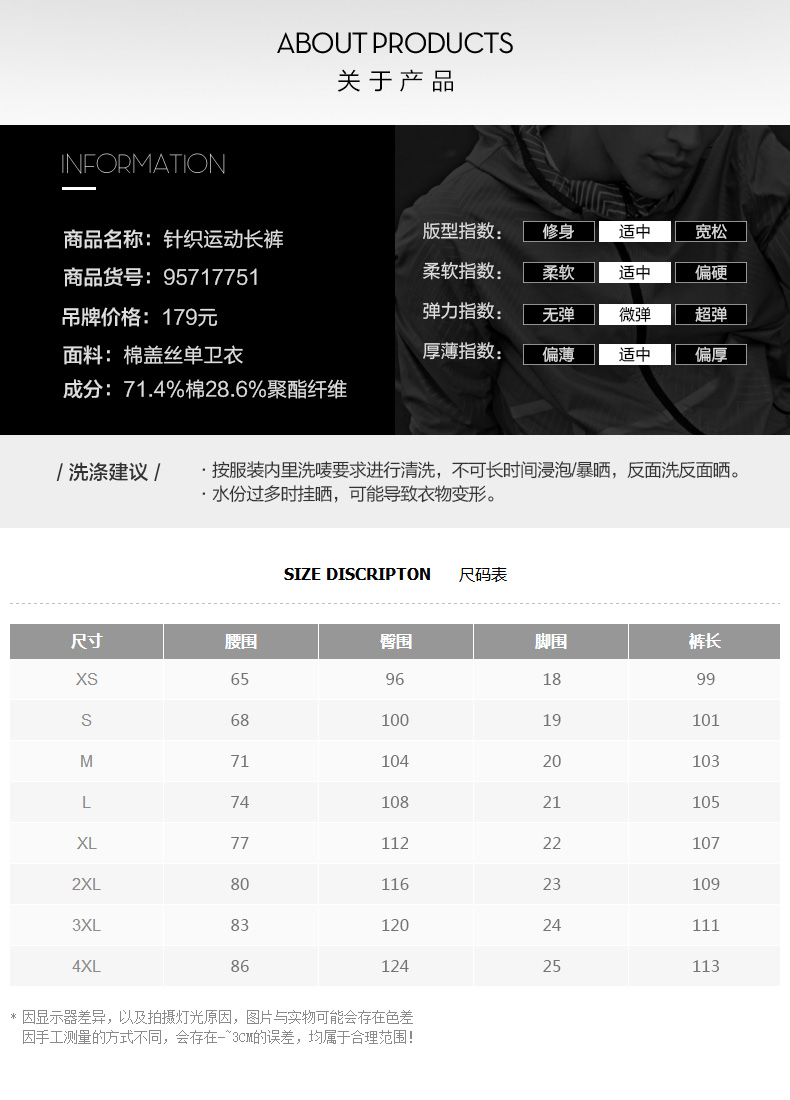 ABOUT PRODUCTS
关于产品
INFORMATION
商品名称：针织运动长裤
商品货号：95717751
吊牌价格：179元
面料：棉盖丝单卫衣
成分：71.4%棉28.6%聚酯纤维
版型指数： 修身 适中 宽松
柔软指数： 柔软 适中 偏硬
弹力指数： 无弹 微弹 超弹
厚薄指数： 偏薄 适中 偏厚
/ 洗涤建议 /
· 按服装内里洗唛要求进行清洗，不可长时间浸泡/暴晒，反面洗反面晒。
· 水份过多时挂晒，可能导致衣物变形。
SIZE DISCRIPTON 尺码表
尺寸 腰围 臀围 脚围 裤长
XS 65 96 18 99
S 68 100 19 101
M 71 104 20 103
L 74 108 21 105
XL 77 112 22 107
2XL 80 116 23 109
3XL 83 120 24 111
4XL 86 124 25 113
* 因显示器差异，以及拍摄灯光原因，图片与实物可能会存在色差
因手工测量的方式不同，会存在-~3CM的误差，均属于合理范围！